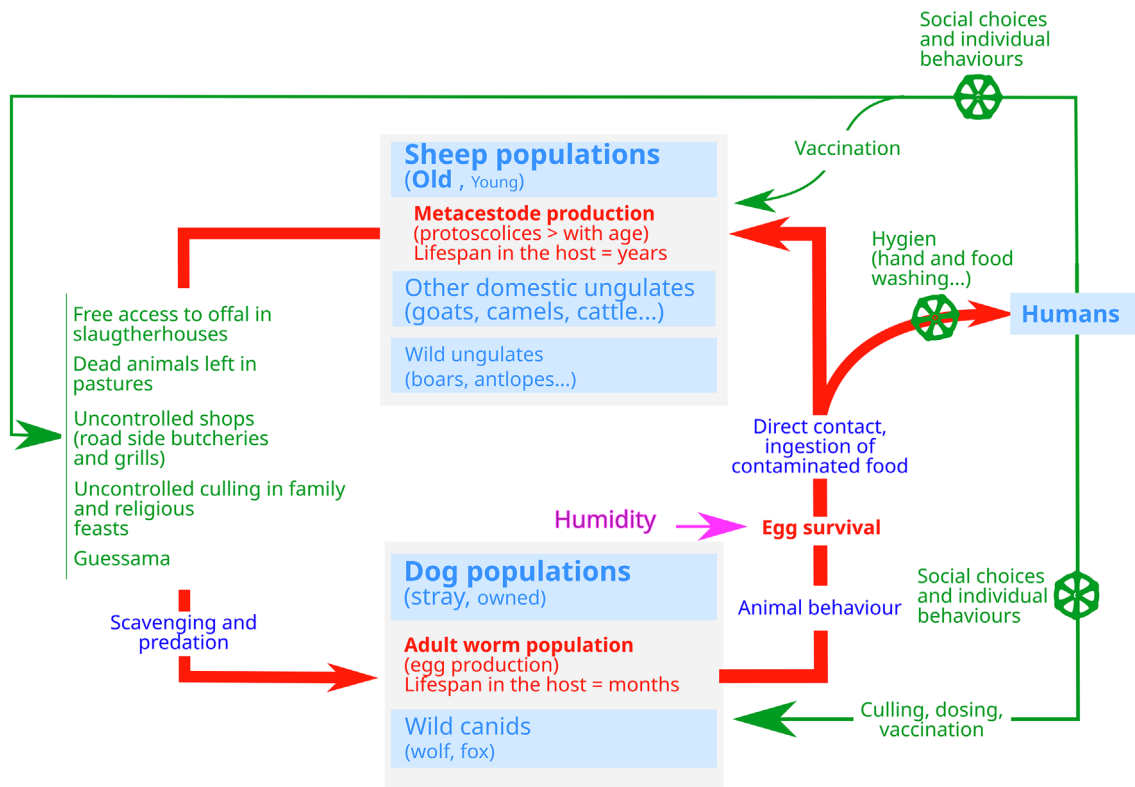 Social choices
and individual
behaviours
Vaccination
Sheep populations
(Old , Young)
Metacestode production
(protoscolices > with age)
Lifespan in the host = years
Other domestic ungulates
(goats, camels, cattle...)
Wild ungulates
(boars, antlopes...)
Hygien
(hand and food
washing...)
Humans
Free access to offal in
slaugtherhouses
Dead animals left in
pastures
Uncontrolled shops
(road side butcheries
and grills)
Uncontrolled culling in family
and religious
feasts
Guessama
Direct contact,
ingestion of
contaminated food
Humidity
Egg survival
Dog populations
(stray, owned)
Adult worm population
(egg production)
Lifespan in the host = months
Wild canids
(wolf, fox)
Animal behaviour
Social choices
and individual
behaviours
Scavenging and
predation
Culling, dosing,
vaccination